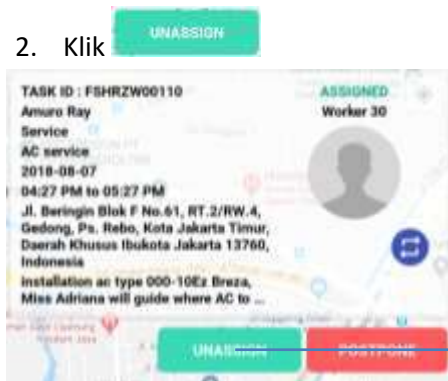 2. Klik UNASSIGN
TASK ID : FSHRZW00110
Amuro Ray
Service
AC service
2018-08-07
04:27 PM to 05:27 PM
Jl. Beringin Blok F No.61, RT.2/RW.4,
Gedong, Ps. Rebo, Kota Jakarta Timur,
Daerah Khusus Ibukota Jakarta 13760,
Indonesia
Installation ac type 000-10Ez Breza,
Miss Adriana will guide where AC to ...
ASSIGNED
Worker 30
UNASSIGN
POSTPONE